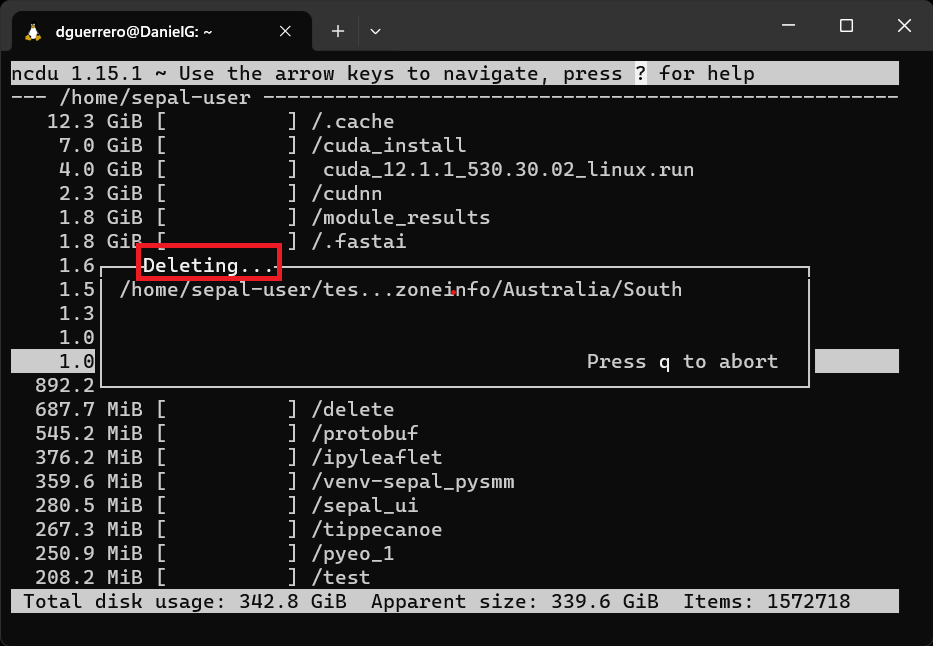 dguerrero@DanielG: ~
ncdu 1.15.1 ~ Use the arrow keys to navigate, press ? for help
--- /home/sepal-user -----------------------------------------------------
12.3 GiB [          ] /.cache
7.0 GiB [          ] /cuda_install
4.0 GiB [          ]  cuda_12.1.1_530.30.02_linux.run
2.3 GiB [          ] /cudnn
1.8 GiB [          ] /module_results
1.8 GiB [          ] /.fastai
1.6 Deleting...
1.5 /home/sepal-user/tes...zoneinfo/Australia/South
1.3
1.0
1.0 Press q to abort
892.2
687.7 MiB [          ] /delete
545.2 MiB [          ] /protobuf
376.2 MiB [          ] /ipyleaflet
359.6 MiB [          ] /venv-sepal_pysmm
280.5 MiB [          ] /sepal_ui
267.3 MiB [          ] /tippecanoe
250.9 MiB [          ] /pyeo_1
208.2 MiB [          ] /test
Total disk usage: 342.8 GiB  Apparent size: 339.6 GiB  Items: 1572718